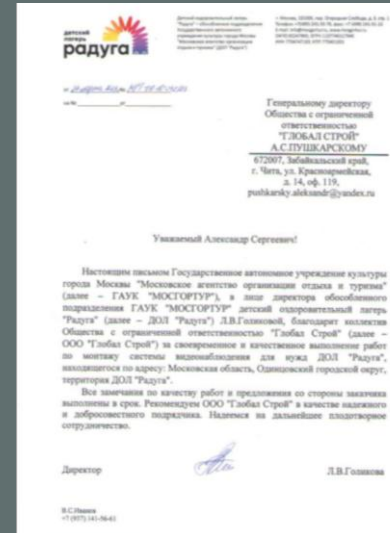 детский
лагерь
радуга
Генеральному директору
Общества с ограниченной
ответственностью
"ГЛОБАЛ СТРОЙ"
А.С.ПУШКАРСКОМУ
672007, Забайкальский край,
г. Чита, ул. Красноармейская,
д. 14, оф. 119,
pushkarsky.aleksandr@yandex.ru
Уважаемый Александр Сергеевич!
Настоящим письмом Государственное автономное учреждение культуры
города Москвы "Московское агентство организации отдыха и туризма"
(далее – ГАУК "МОСГОРТУР"), в лице директора обособленного
подразделения ГАУК "МОСГОРТУР" детский оздоровительный лагерь
"Радуга" (далее – ДОЛ "Радуга") Л.В.Голиковой, благодарит коллектив
Общества с ограниченной ответственностью "Глобал Строй" (далее –
ООО "Глобал Строй") за своевременное и качественное выполнение работ
по монтажу системы видеонаблюдения для нужд ДОЛ "Радуга",
находящегося по адресу: Московская область, Одинцовский городской округ,
территория ДОЛ "Радуга".
Все замечания по качеству работ и предложения со стороны заказчика
выполнены в срок. Рекомендуем ООО "Глобал Строй" в качестве надежного
и добросовестного подрядчика. Надеемся на дальнейшее плодотворное
сотрудничество.
Директор
Л.В.Голикова
+7 (977) 141-56-61